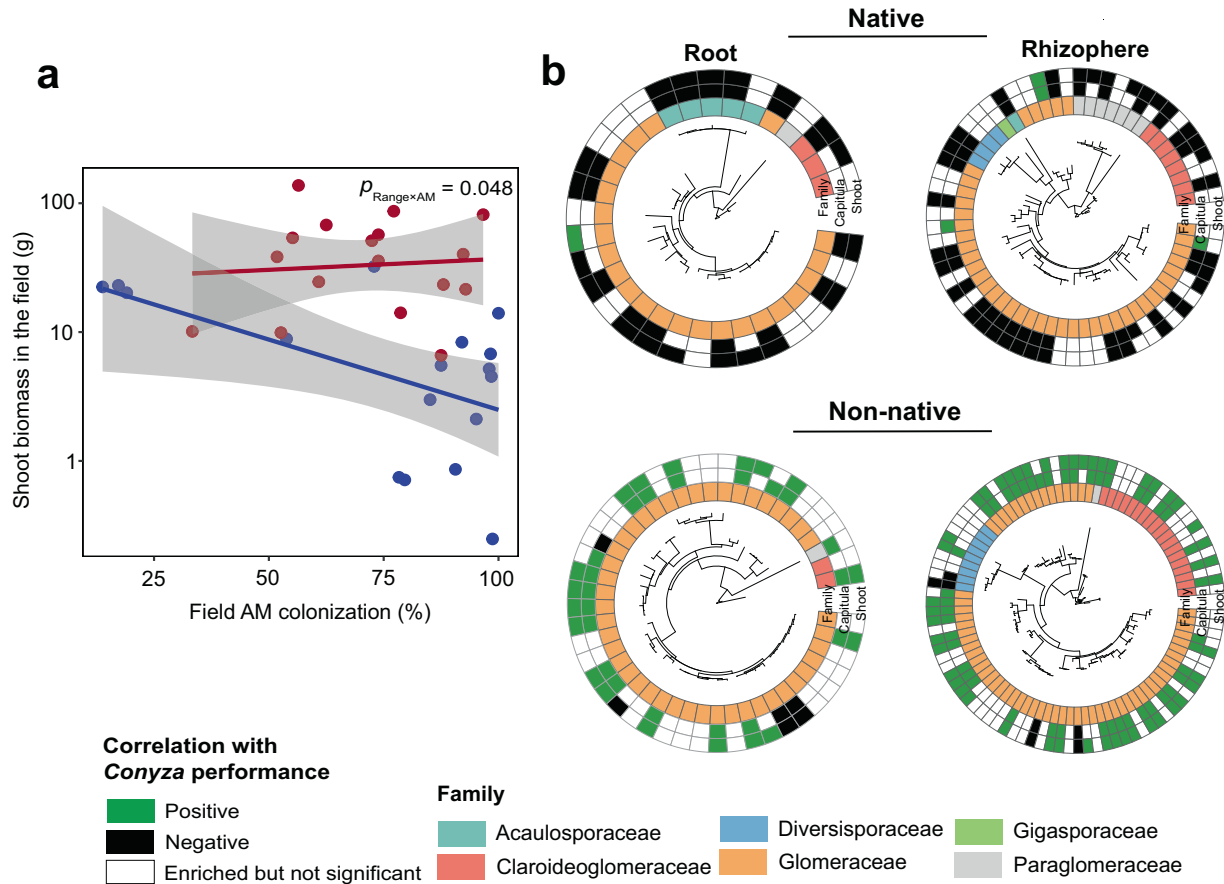 Native
a
b
Root
Rhizophere
p Range×AM = 0.048
Shoot biomass in the field (g)
100
10
1
25
50
75
100
Field AM colonization (%)
Family
Capitula
Shoot
Family
Capitula
Shoot
Non-native
Family
Capitula
Shoot
Family
Capitula
Shoot
Correlation with
Conyza performance
Positive
Negative
Enriched but not significant
Family
Acaulosporaceae
Claroideoglomeraceae
Diversisporaceae
Glomeraceae
Gigasporaceae
Paraglomeraceae